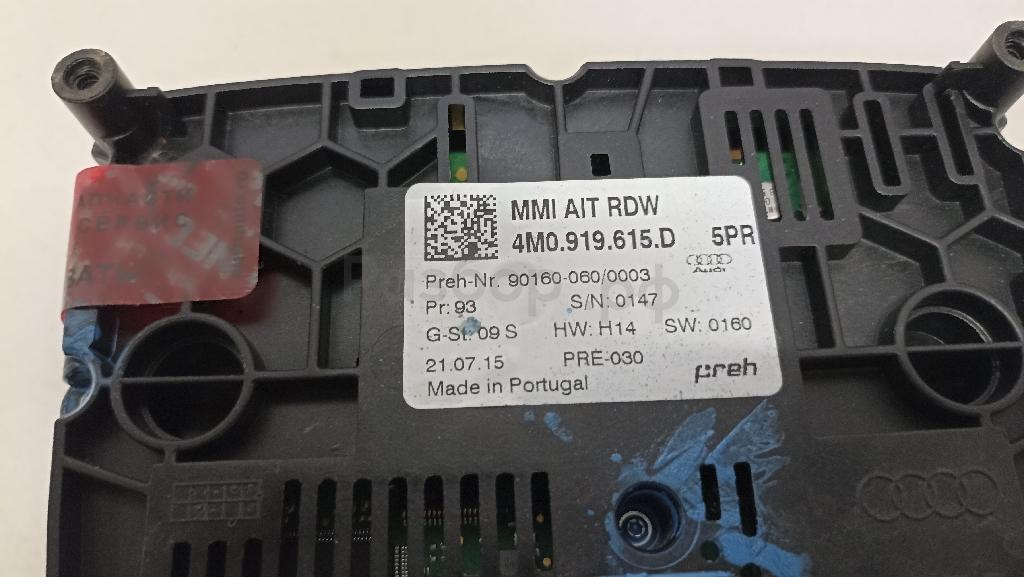 MMI AIT RDW
4M0.919.615.D 5PR
Audi
Preh-Nr. 90160-060/0003
Pr: 93 S/N: 0147
G-St: 09 S HW: H14 SW: 0160
21.07.15 PRE-030
Made in Portugal
preh